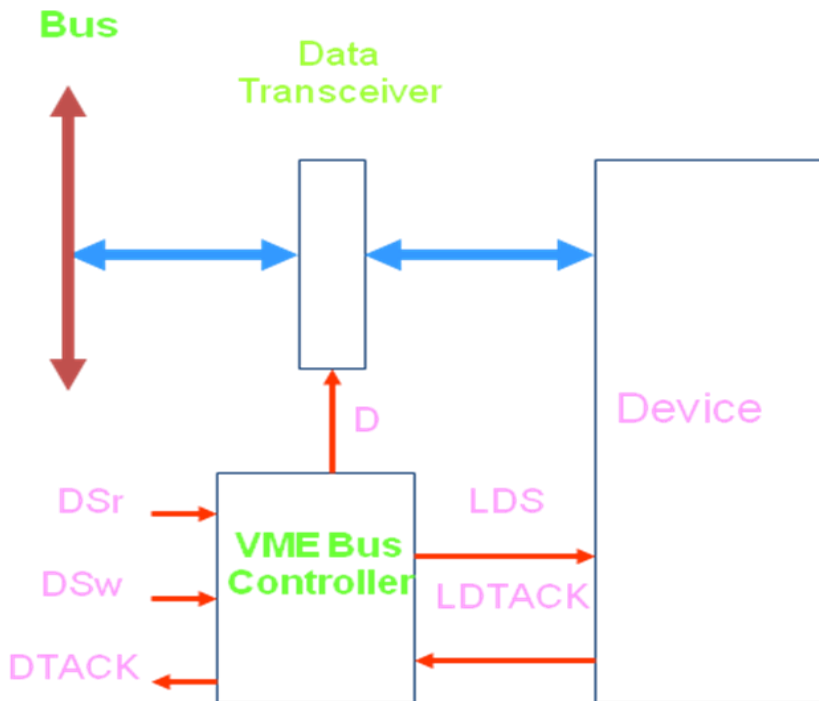 Bus
Data
Transceiver
D
Device
DSr
LDS
VME Bus
Controller
DSw
LDTACK
DTACK